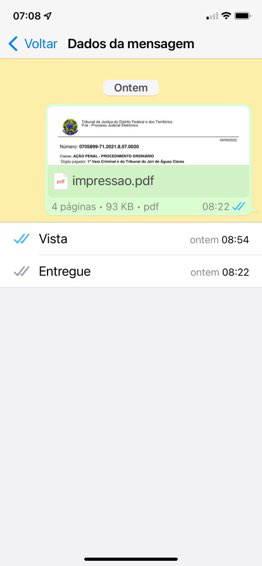 07:08
Voltar Dados da mensagem
Ontem
Tribunal de Justiça do Distrito Federal e dos Territórios
PJe - Processo Judicial Eletrônico
Número: 0705899-71.2021.8.07.0020
Classe: AÇÃO PENAL - PROCEDIMENTO ORDINÁRIO
Órgão julgador: 1ª Vara Criminal e do Tribunal do Júri de Águas Claras
pdf impressao.pdf
4 páginas • 93 KB • pdf 08:22
Vista ontem 08:54
Entregue ontem 08:22